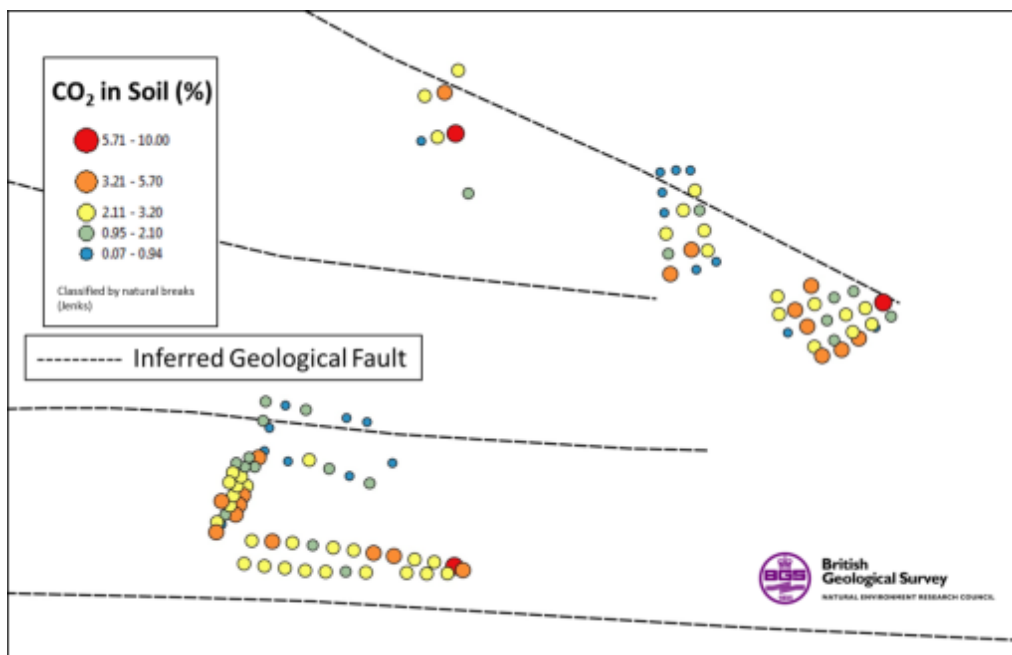 CO₂ in Soil (%)
5.71 - 10.00
3.21 - 5.70
2.11 - 3.20
0.95 - 2.10
0.07 - 0.94
Classified by natural breaks
(Jenks)
Inferred Geological Fault
BGS
British
Geological Survey
NATURAL ENVIRONMENT RESEARCH COUNCIL